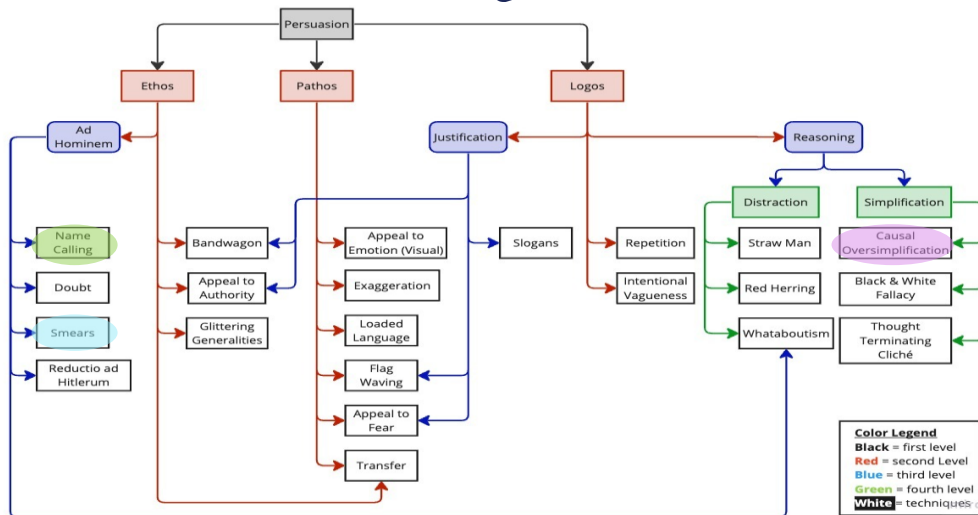 Persuasion
Ethos
Pathos
Logos
Ad
Hominem
Justification
Reasoning
Distraction
Simplification
Name
Calling
Bandwagon
Appeal to
Emotion (Visual)
Slogans
Repetition
Straw Man
Causal
Oversimplification
Doubt
Appeal to
Authority
Exaggeration
Intentional
Vagueness
Red Herring
Black & White
Fallacy
Smears
Glittering
Generalities
Loaded
Language
Whataboutism
Thought
Terminating
Cliché
Reductio ad
Hitlerum
Flag
Waving
Appeal to
Fear
Transfer
Color Legend
Black = first level
Red = second Level
Blue = third level
Green = fourth level
White = techniques